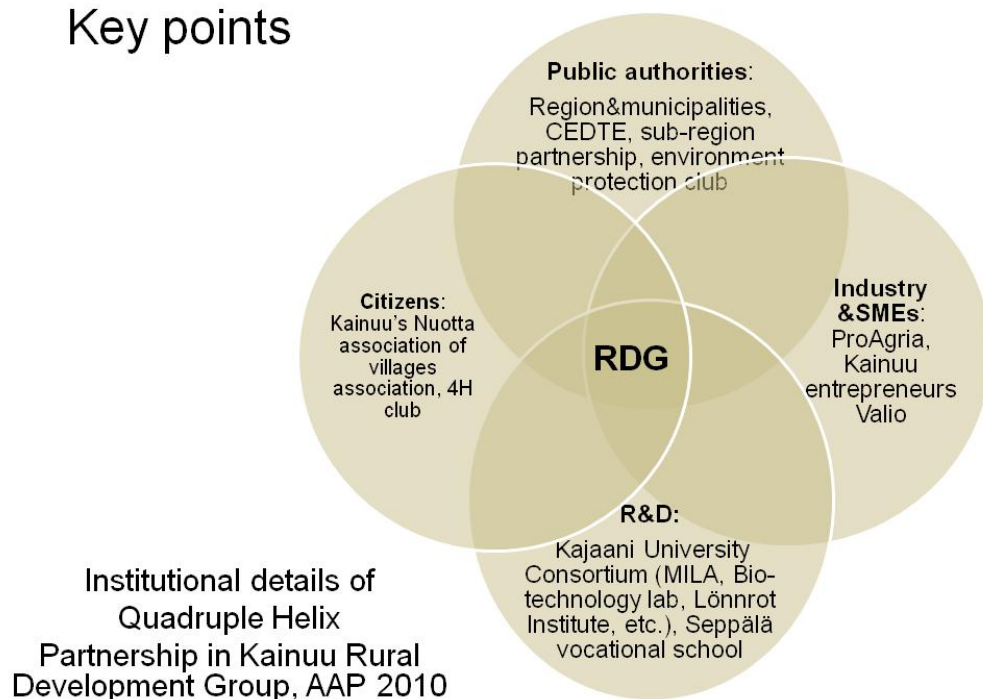 Key points
Public authorities:
Region&municipalities,
CEDTE, sub-region
partnership, environment
protection club
Citizens:
Kainuu's Nuotta
association of
villages
association, 4H
club
RDG
Industry
&SMEs:
ProAgria,
Kainuu
entrepreneurs
Valio
R&D:
Kajaani University
Consortium (MILA, Bio-
technology lab, Lönnrot
Institute, etc.), Seppälä
vocational school
Institutional details of
Quadruple Helix
Partnership in Kainuu Rural
Development Group, AAP 2010